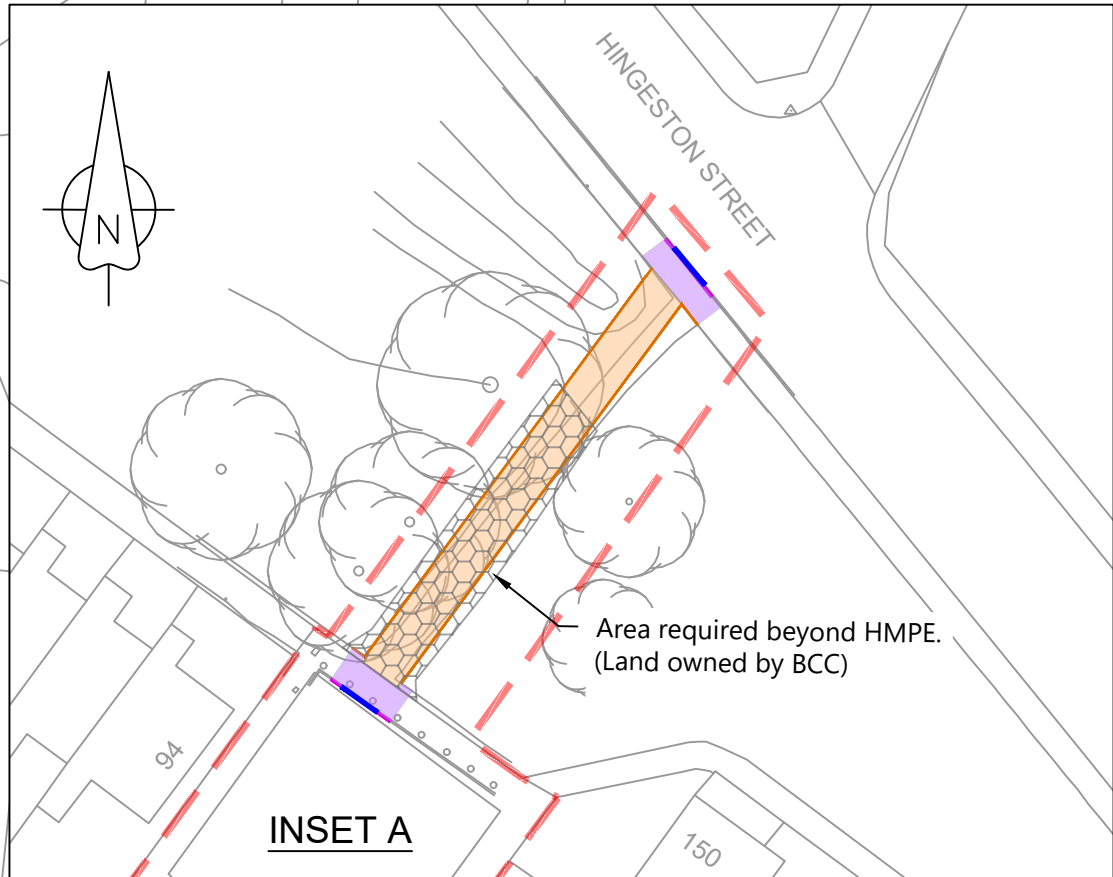 HINGESTON STREET
N
Area required beyond HMPE.
(Land owned by BCC)
94
INSET A
150